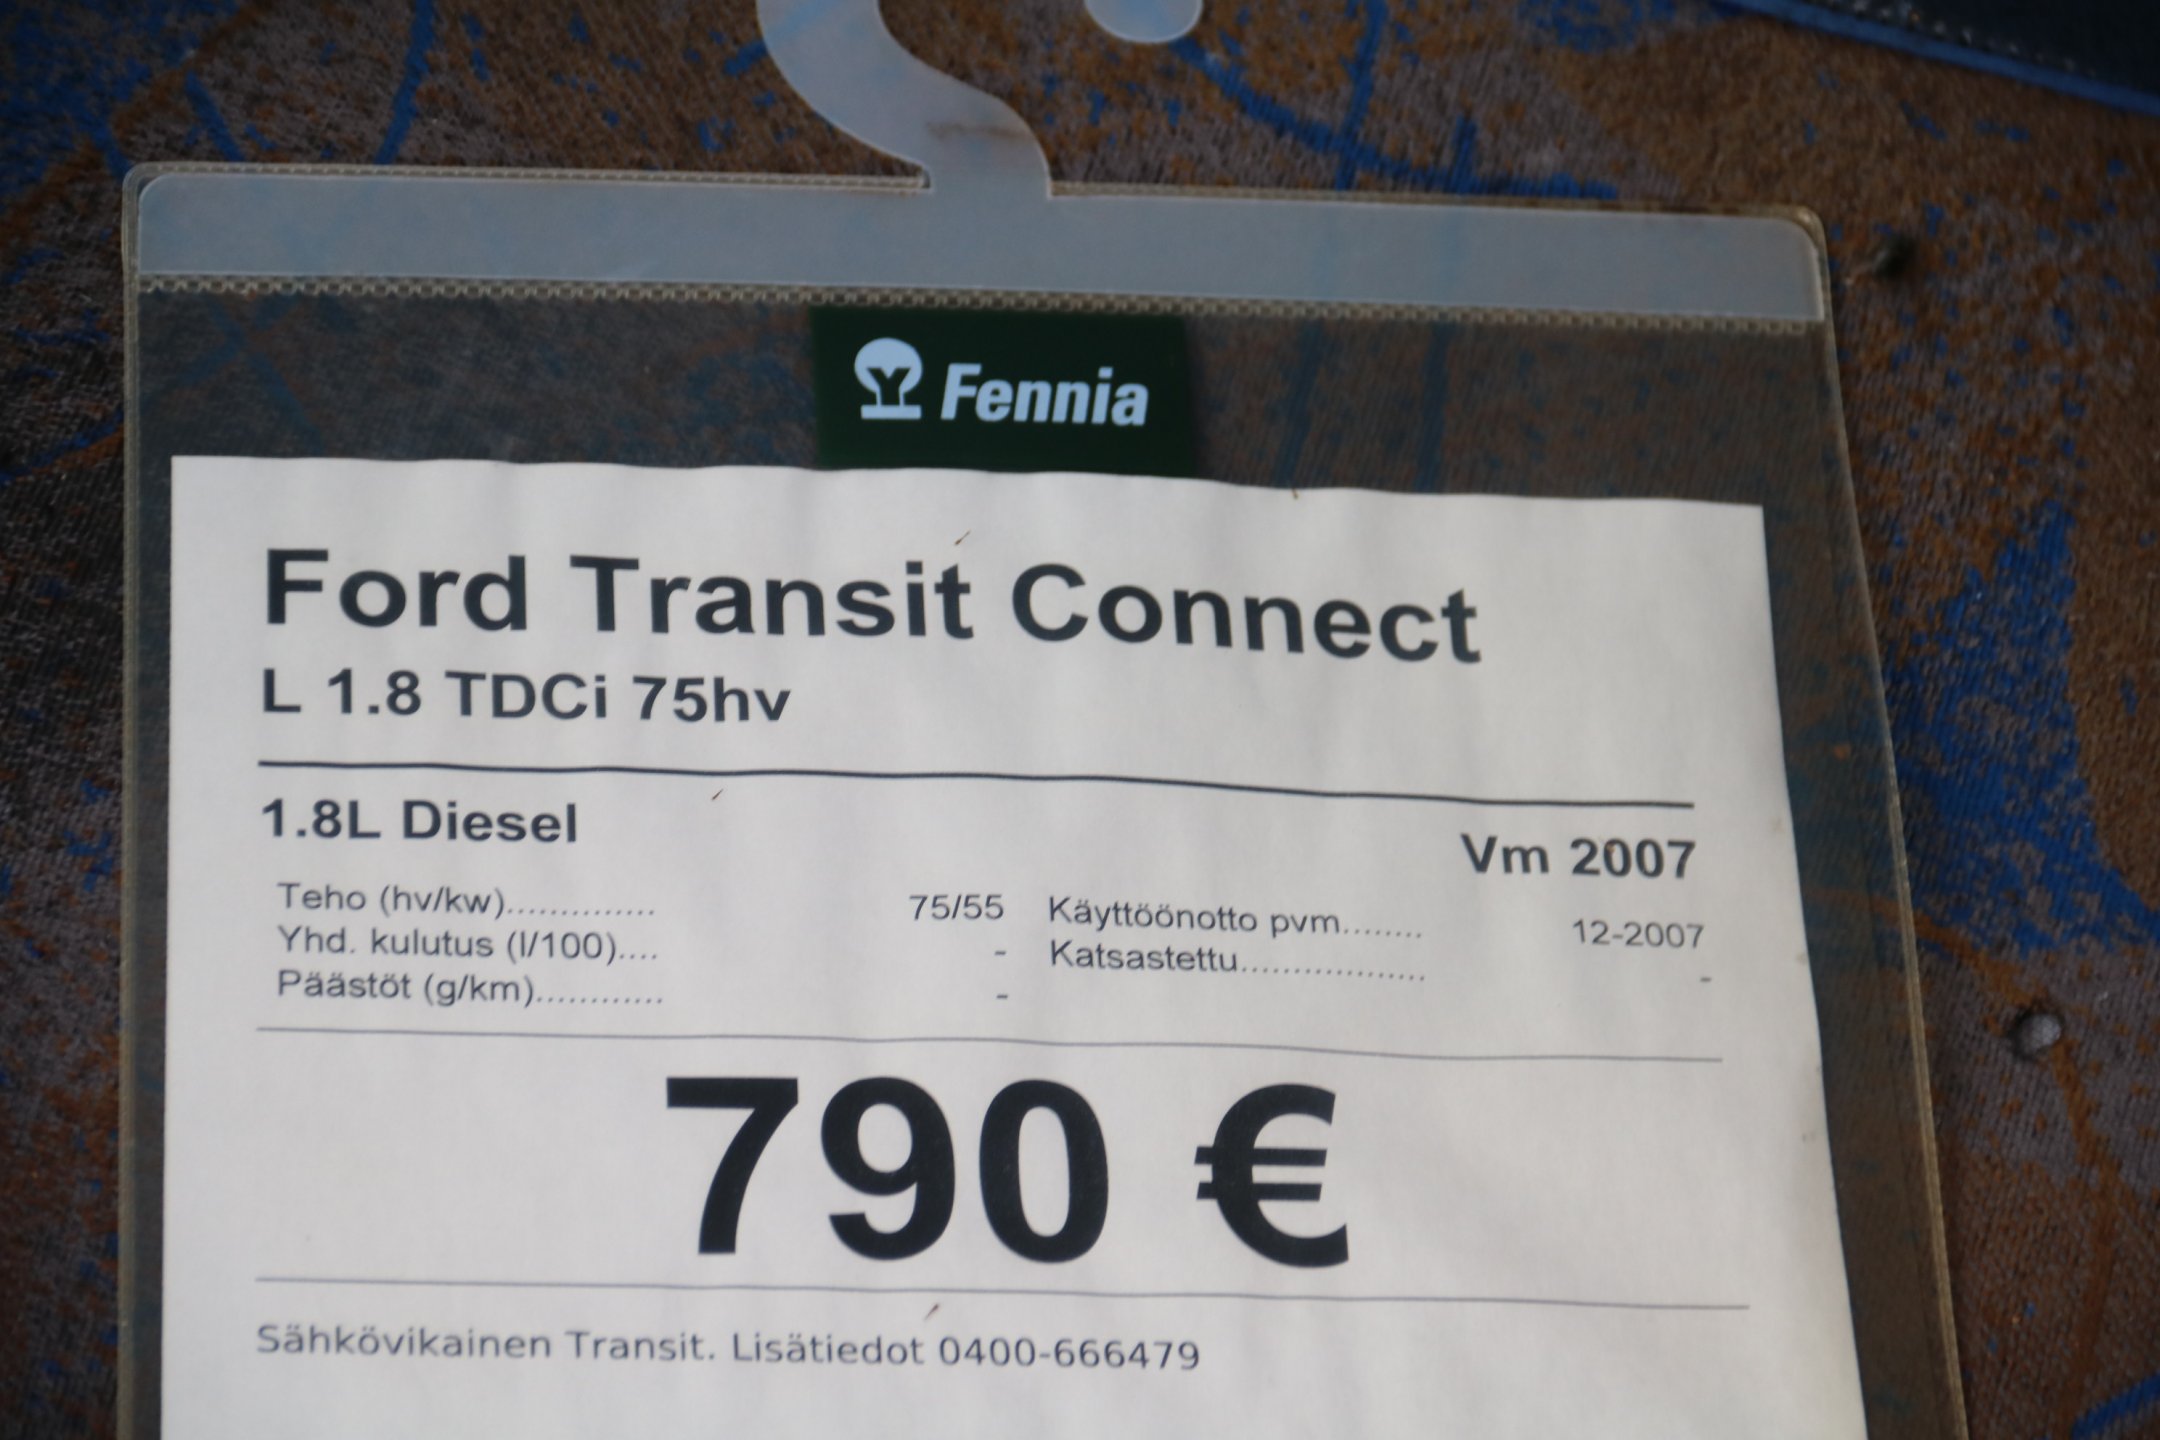 Fennia
Ford Transit Connect
L 1.8 TDCi 75hv
1.8L Diesel
Vm 2007
Teho (hv/kw).............. 75/55
Yhd. kulutus (l/100).... -
Päästöt (g/km)............ -
Käyttöönotto pvm........ 12-2007
Katsastettu.................. -
790 €
Sähkövikainen Transit. Lisätiedot 0400-666479